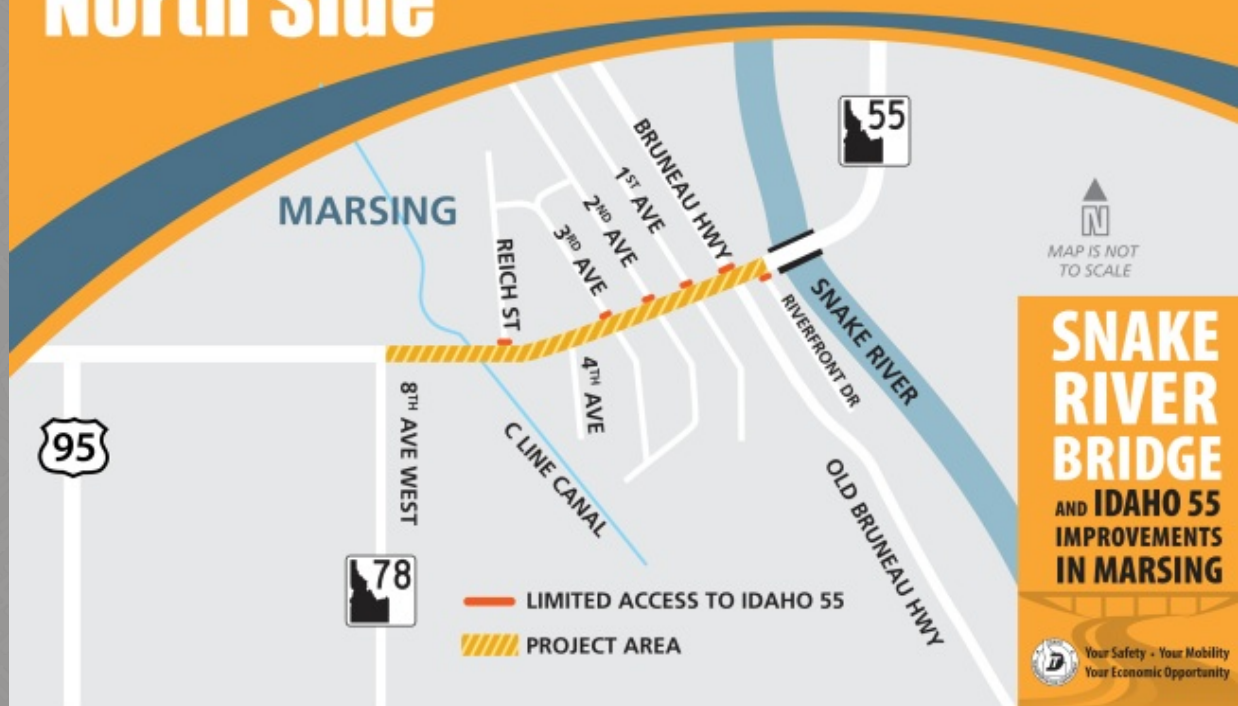 North Side
55
MARSING
BRUNEAU HWY
1ST AVE
2ND AVE
3RD AVE
REICH ST
N
MAP IS NOT
TO SCALE
SNAKE RIVER
RIVERFRONT DR
4TH AVE
8TH AVE WEST
95
C LINE CANAL
OLD BRUNEAU HWY
78
LIMITED ACCESS TO IDAHO 55
PROJECT AREA
SNAKE
RIVER
BRIDGE
AND IDAHO 55
IMPROVEMENTS
IN MARSING
Your Safety • Your Mobility
Your Economic Opportunity